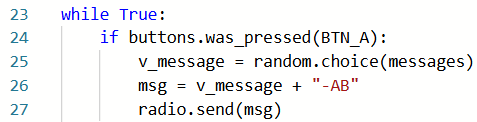 23 while True:
24     if buttons.was_pressed(BTN_A):
25         v_message = random.choice(messages)
26         msg = v_message + "-AB"
27         radio.send(msg)